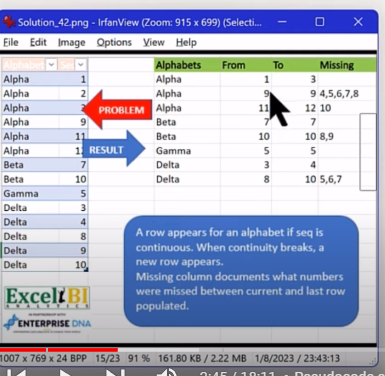 Solution_42.png - IrfanView (Zoom: 915 x 699) (Selecti...
File Edit Image Options View Help
Alphabets From To Missing
Alpha 1
Alpha 2
Alpha
Alpha 9
Alpha 11
Alpha
Beta 7
Beta 10
Gamma 5
Delta 3
Delta 4
Delta 8
Delta 9
Delta 10
PROBLEM
RESULT
Alpha 1 3
Alpha 9 9 4,5,6,7,8
Alpha 11 12 10
Beta 7 7
Beta 10 10 8,9
Gamma 5 5
Delta 3 4
Delta 8 10 5,6,7
A row appears for an alphabet if seq is
continuous. When continuity breaks, a
new row appears.
Missing column documents what numbers
were missed between current and last row
populated.
Excel BI
ANALYTICS
ENTERPRISE DNA
1007 x 769 x 24 BPP 15/23 91 % 161.80 KB / 2.22 MB 1/8/2023 / 23:43:13